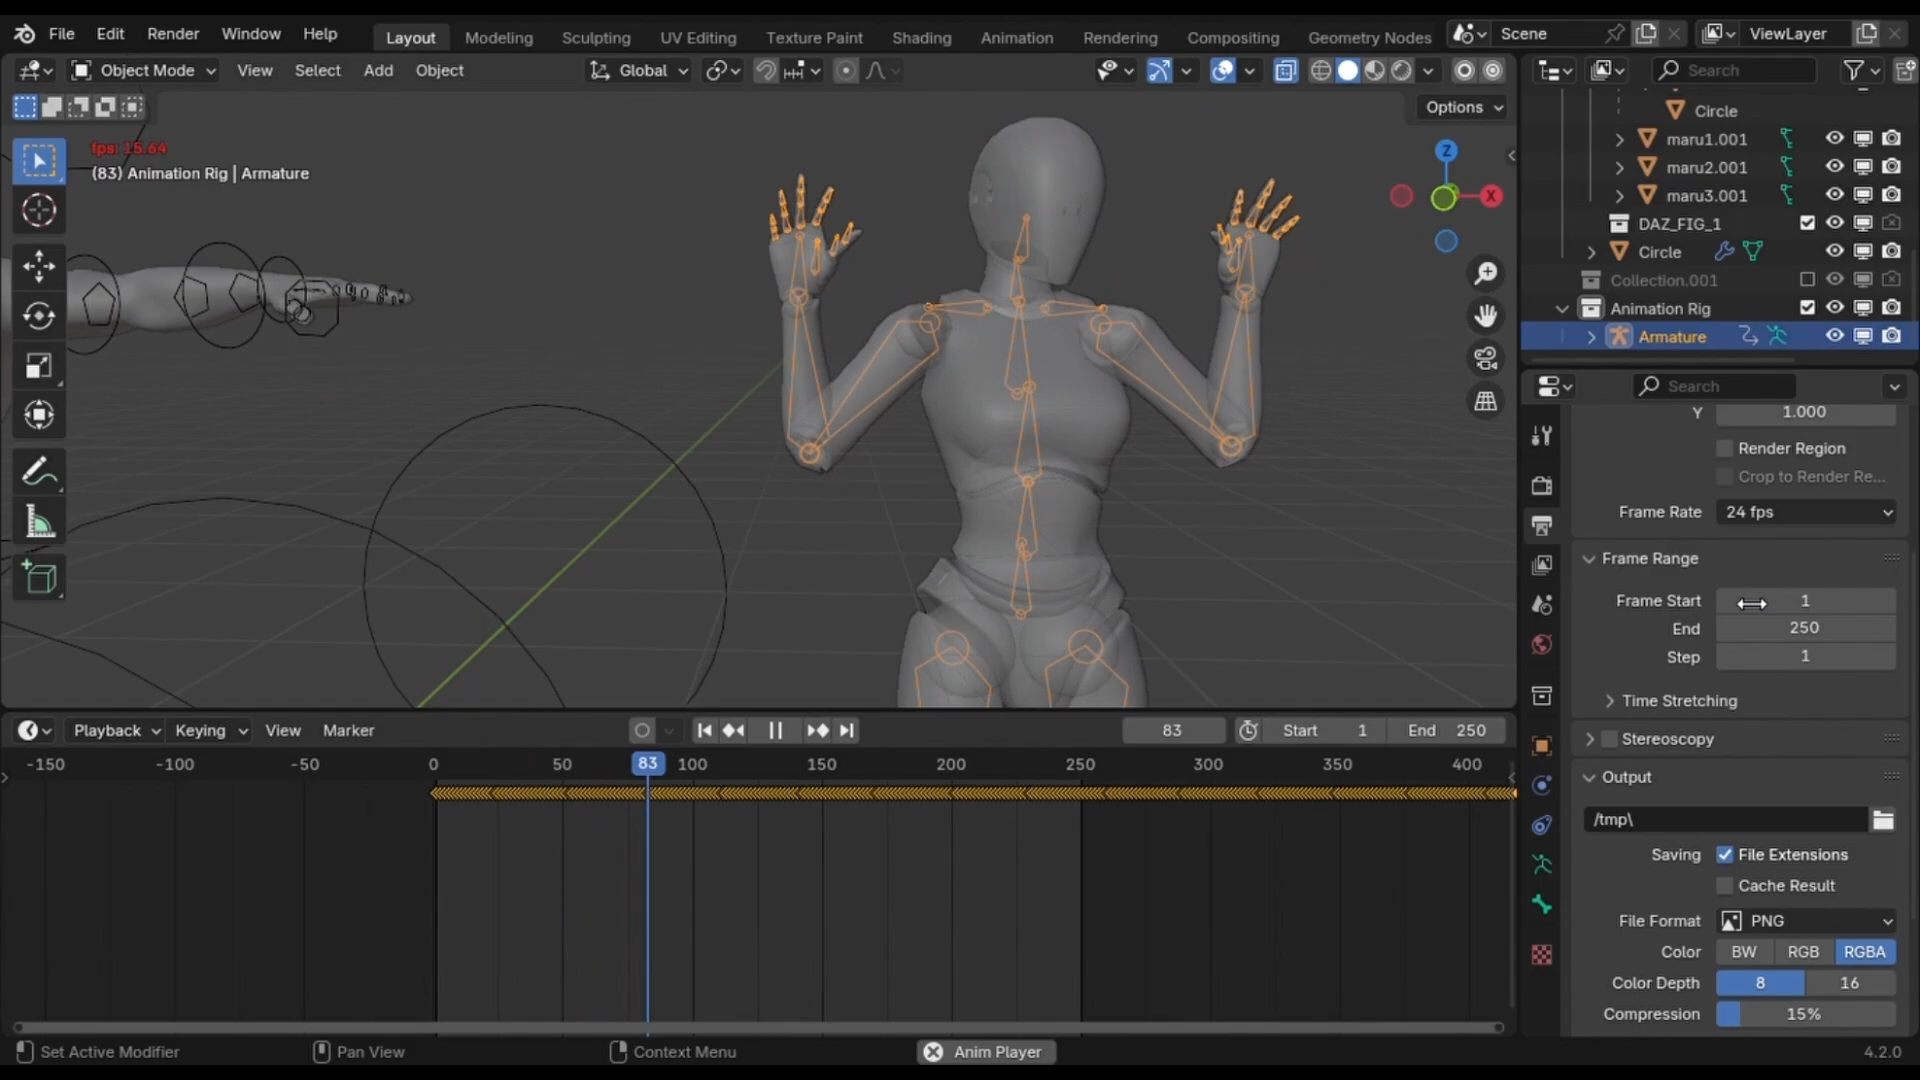 File Edit Render Window Help Layout Modeling Sculpting UV Editing Texture Paint Shading Animation Rendering Compositing Geometry Nodes Scene ViewLayer
Object Mode View Select Add Object Global Search
Options
fps: 15.64
(83) Animation Rig | Armature
Z
X
Circle
maru1.001
maru2.001
maru3.001
DAZ_FIG_1
Circle
Collection.001
Animation Rig
Armature
Search
Y 1.000
Render Region
Crop to Render Re...
Frame Rate 24 fps
Frame Range
Frame Start 1
End 250
Step 1
Time Stretching
Stereoscopy
Output
/tmp\
Saving File Extensions
Cache Result
File Format PNG
Color BW RGB RGBA
Color Depth 8 16
Compression 15%
Playback Keying View Marker 83 Start 1 End 250
-150 -100 -50 0 50 83 100 150 200 250 300 350 400
Set Active Modifier Pan View Context Menu Anim Player 4.2.0